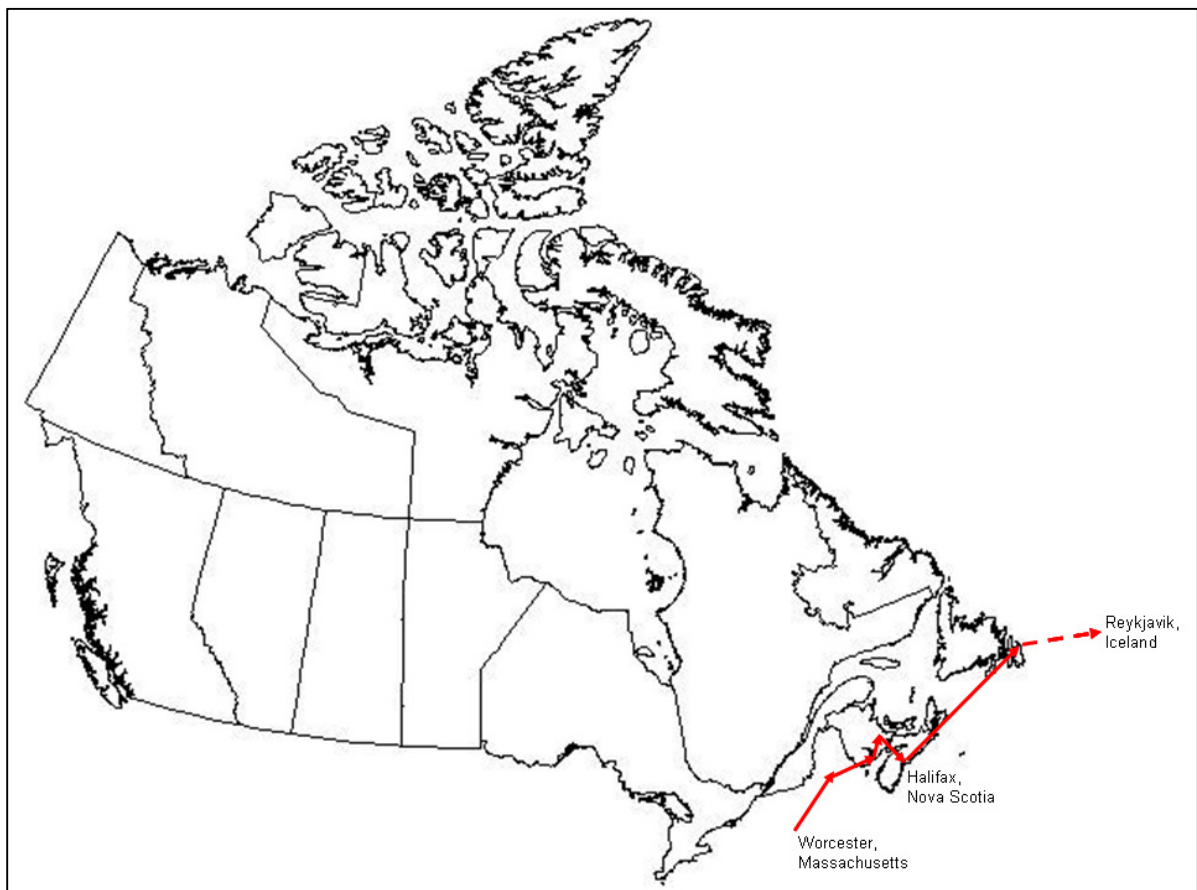 Reykjavik,
Iceland
Halifax,
Nova Scotia
Worcester,
Massachusetts